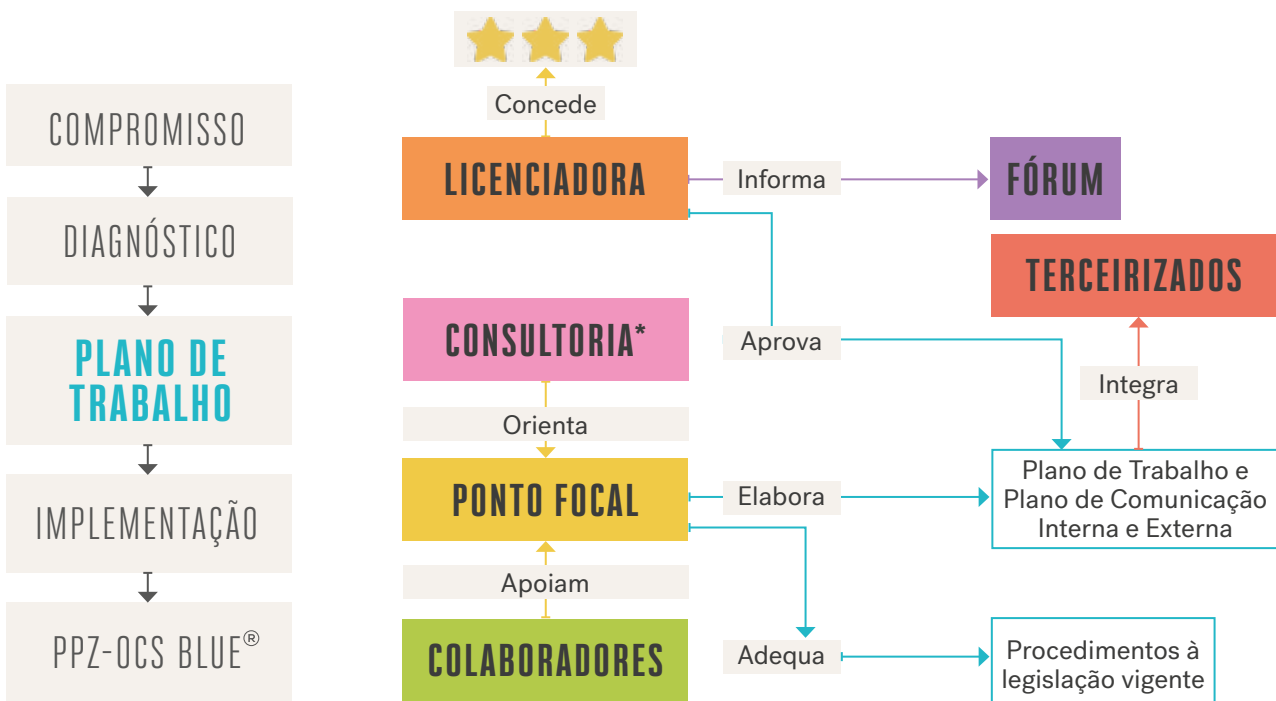 COMPROMISSO
DIAGNÓSTICO
PLANO DE
TRABALHO
IMPLEMENTAÇÃO
PPZ-OCS BLUE®
Concede
LICENCIADORA
Informa
FÓRUM
TERCEIRIZADOS
CONSULTORIA*
Aprova
Integra
Orienta
PONTO FOCAL
Elabora
Plano de Trabalho e
Plano de Comunicação
Interna e Externa
Apoiam
COLABORADORES
Adequa
Procedimentos à
legislação vigente